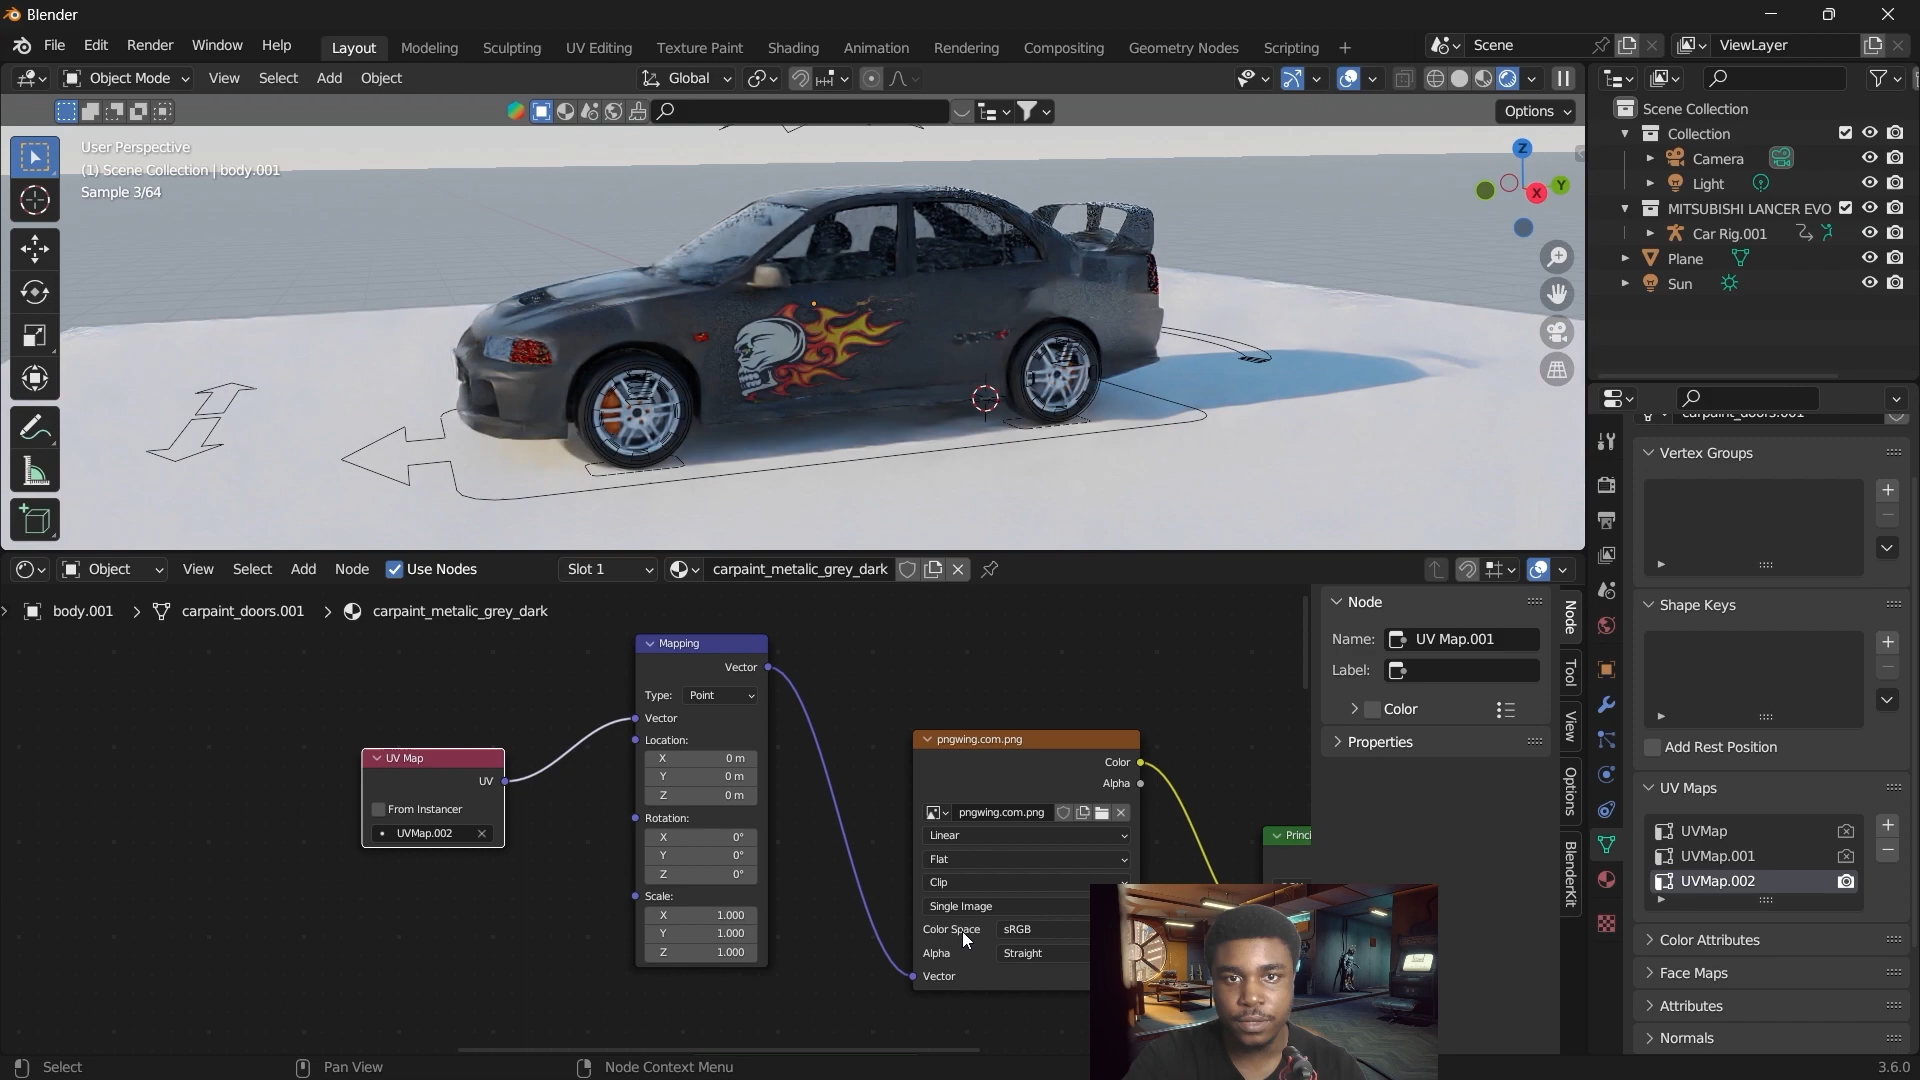 Blender
File Edit Render Window Help Layout Modeling Sculpting UV Editing Texture Paint Shading Animation Rendering Compositing Geometry Nodes Scripting + Scene ViewLayer
Object Mode View Select Add Object Global
Options
User Perspective
(1) Scene Collection | body.001
Sample 3/64
Z
Y
X
Scene Collection
Collection
Camera
Light
MITSUBISHI LANCER EVO
Car Rig.001
Plane
Sun
Object View Select Add Node Use Nodes Slot 1 carpaint_metalic_grey_dark
body.001 > carpaint_doors.001 > carpaint_metalic_grey_dark
UV Map
UV
From Instancer
UVMap.002
Mapping
Vector
Type: Point
Vector
Location:
X 0 m
Y 0 m
Z 0 m
Rotation:
X 0°
Y 0°
Z 0°
Scale:
X 1.000
Y 1.000
Z 1.000
pngwing.com.png
Color
Alpha
pngwing.com.png
Linear
Flat
Clip
Single Image
Color Space sRGB
Alpha Straight
Vector
Princi
Node
Name: UV Map.001
Label:
Color
Properties
Node
Tool
View
Options
BlenderKit
carpaint_doors.001
Vertex Groups
Shape Keys
Add Rest Position
UV Maps
UVMap
UVMap.001
UVMap.002
Color Attributes
Face Maps
Attributes
Normals
Select Pan View Node Context Menu 3.6.0